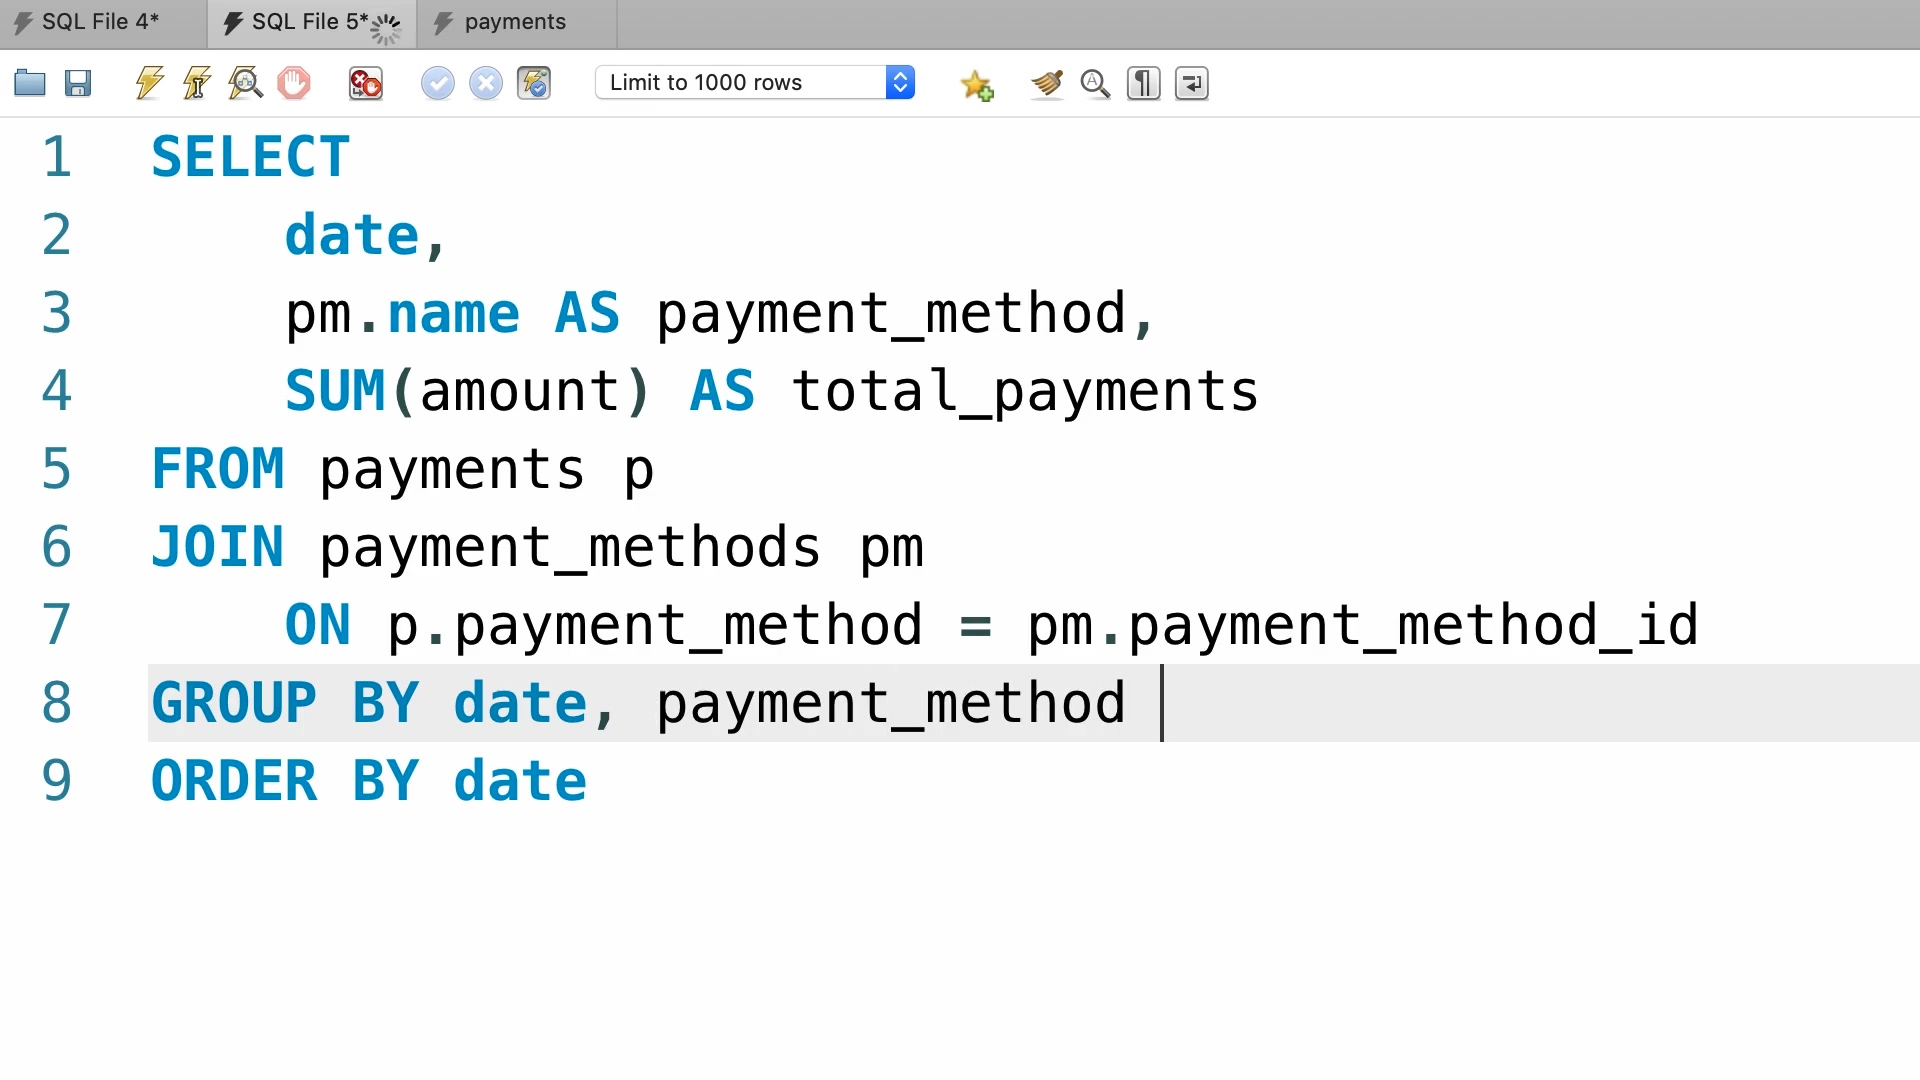 SQL File 4*
SQL File 5*
payments
Limit to 1000 rows
1 SELECT
2 date,
3 pm.name AS payment_method,
4 SUM(amount) AS total_payments
5 FROM payments p
6 JOIN payment_methods pm
7 ON p.payment_method = pm.payment_method_id
8 GROUP BY date, payment_method
9 ORDER BY date